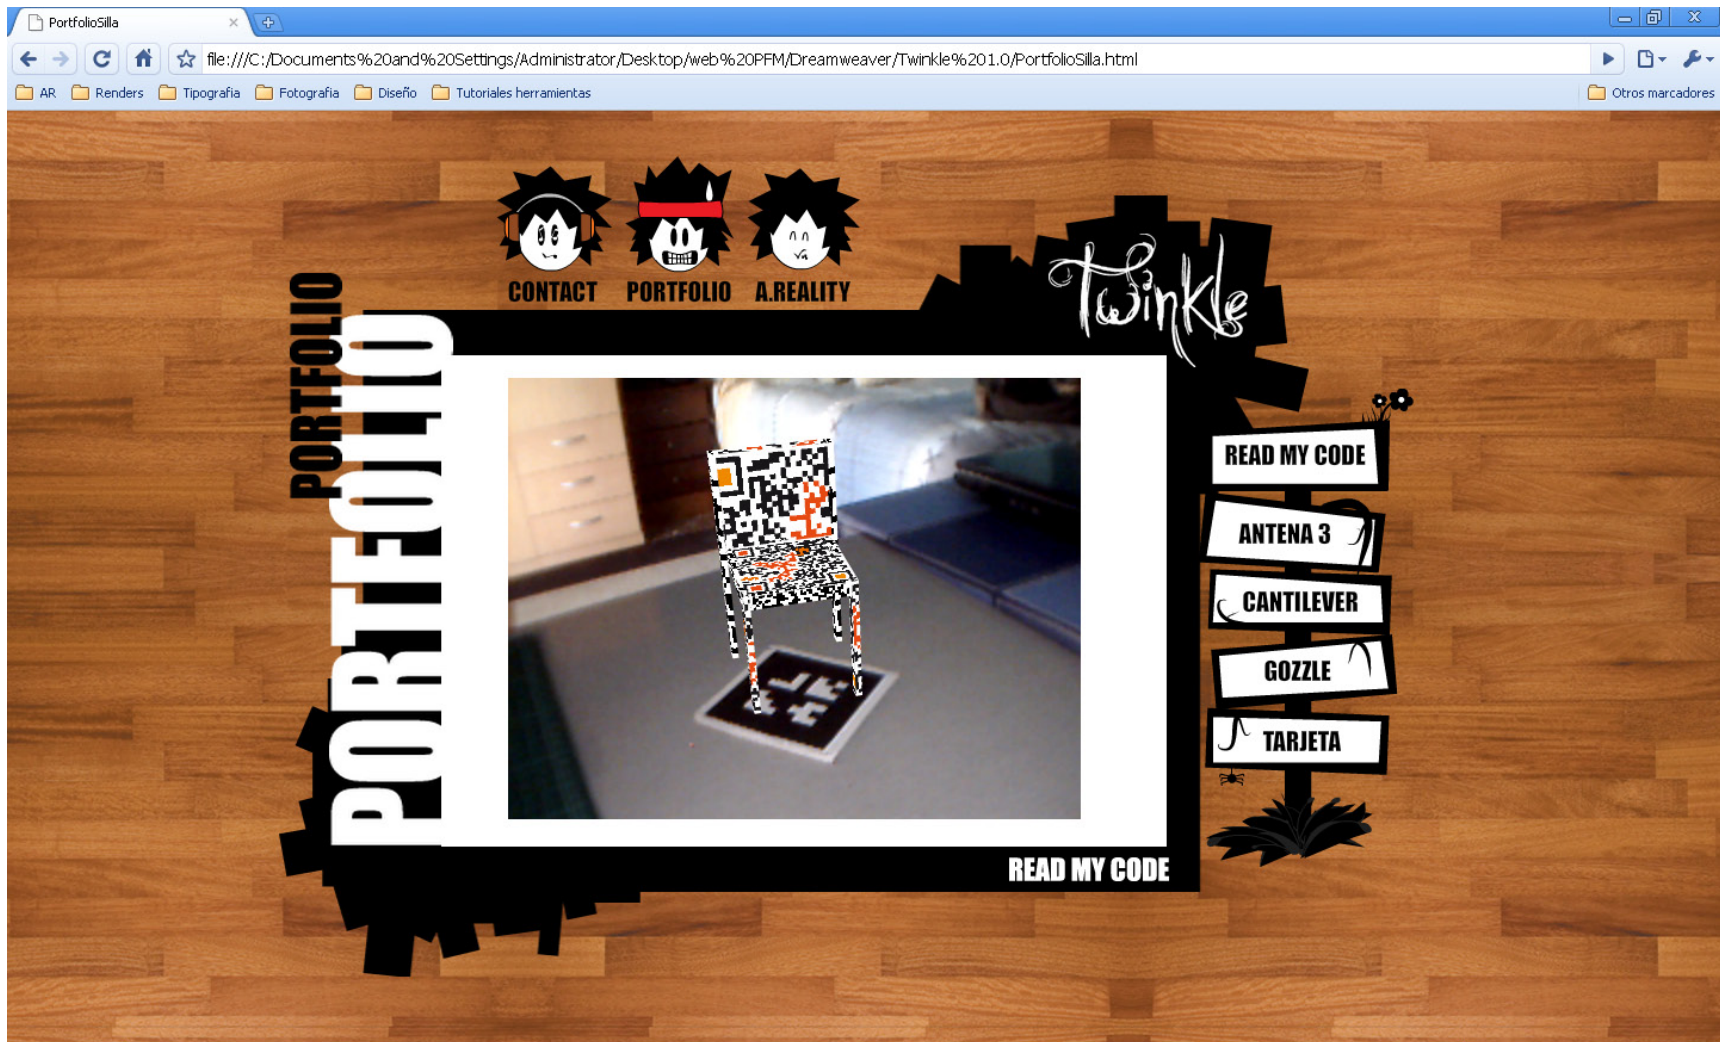 PortfolioSilla
file:///C:/Documents%20and%20Settings/Administrator/Desktop/web%20PFM/Dreamweaver/Twinkle%201.0/PortfolioSilla.html
AR Renders Tipografia Fotografia Diseño Tutoriales herramientas Otros marcadores
CONTACT PORTFOLIO A.REALITY
Twinkle
PORTFOLIO
PORTFOLIO
READ MY CODE
ANTENA 3
CANTILEVER
GOZZLE
TARJETA
READ MY CODE